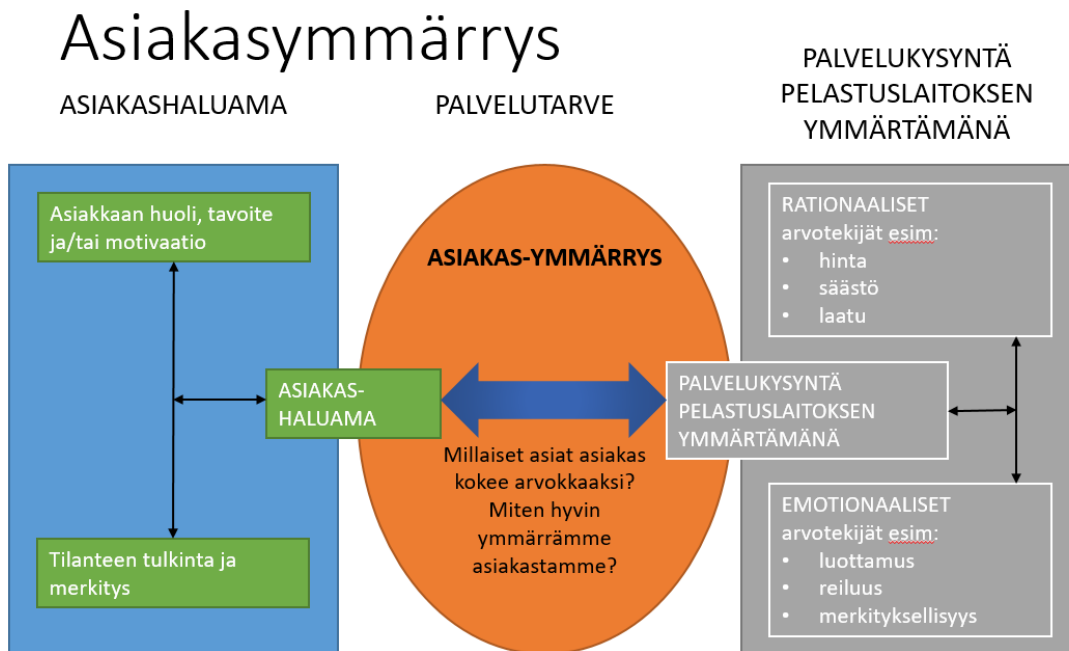 Asiakasymmärrys
ASIAKASHALUAMA
PALVELUTARVE
PALVELUKYSYNTÄ
PELASTUSLAITOKSEN
YMMÄRTÄMÄNÄ
Asiakkaan huoli, tavoite
ja/tai motivaatio
ASIAKAS-
HALUAMA
Tilanteen tulkinta ja
merkitys
ASIAKAS-YMMÄRRYS
Millaiset asiat asiakas
kokee arvokkaaksi?
Miten hyvin
ymmärrämme
asiakastamme?
RATIONAALISET
arvotekijät esim:
• hinta
• säästö
• laatu
PALVELUKYSYNTÄ
PELASTUSLAITOKSEN
YMMÄRTÄMÄNÄ
EMOTIONAALISET
arvotekijät esim:
• luottamus
• reiluus
• merkityksellisyys